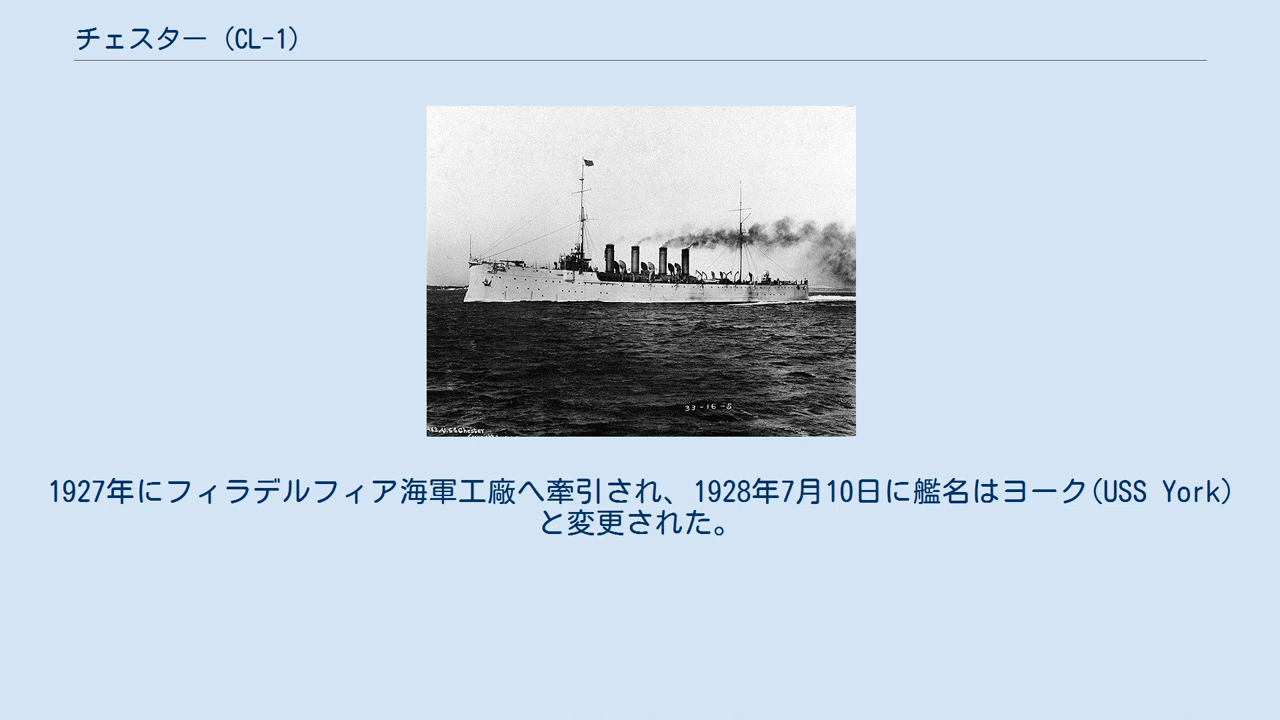 チェスター (CL-1)
33-16-5
U.S.S Chester
1927年にフィラデルフィア海軍工廠へ牽引され、1928年7月10日に艦名はヨーク(USS York)
と変更された。